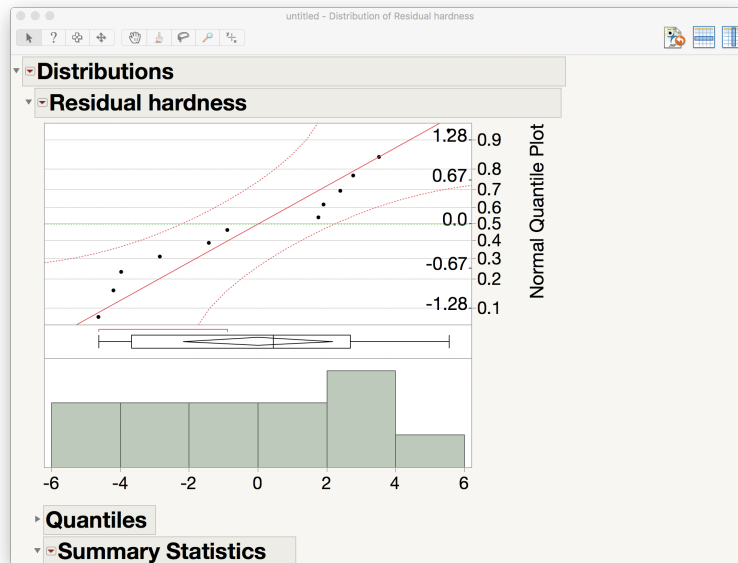 untitled - Distribution of Residual hardness
?
Distributions
Residual hardness
1.28 0.9
0.8
0.67 0.7
0.6
0.0 0.5
0.4
-0.67 0.3
0.2
-1.28 0.1
Normal Quantile Plot
-6 -4 -2 0 2 4 6
Quantiles
Summary Statistics